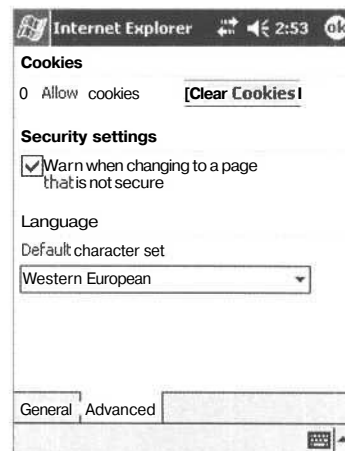 Internet Explorer 2:53 ok
Cookies
0 Allow cookies [Clear Cookies I
Security settings
Warn when changing to a page
that is not secure
Language
Default character set
Western European
General Advanced